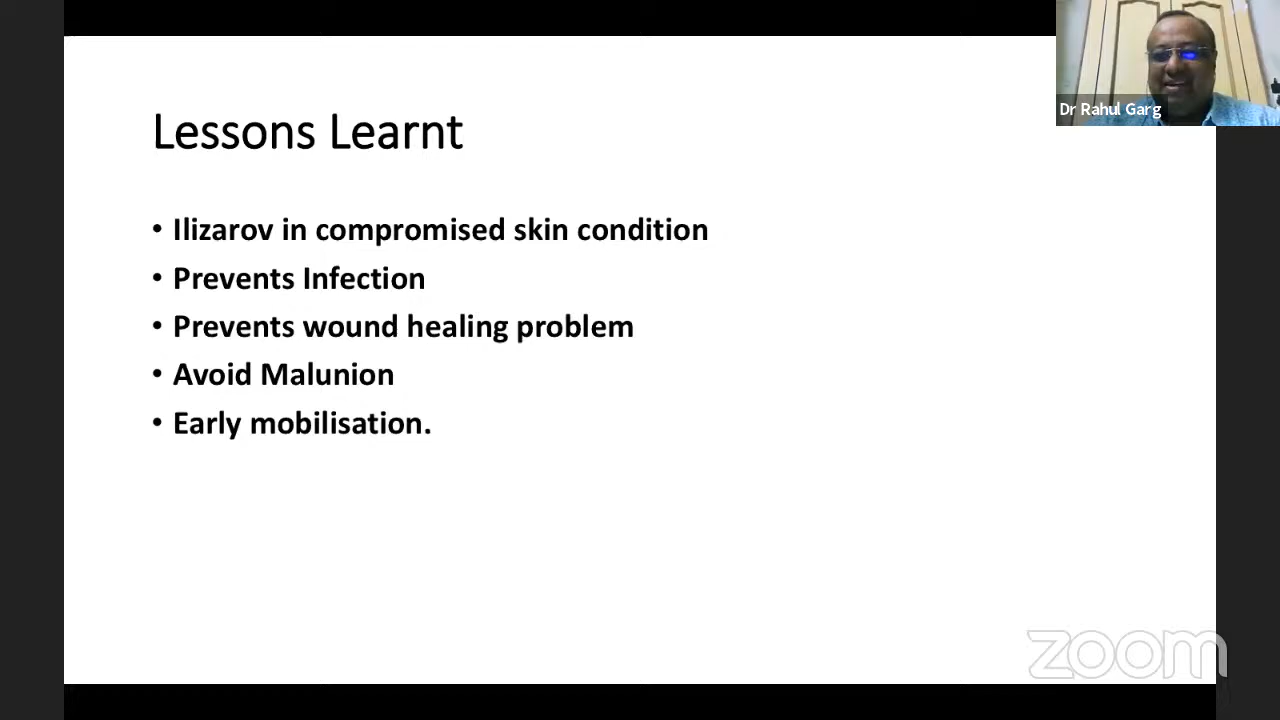 Dr Rahul Garg
Lessons Learnt
• Ilizarov in compromised skin condition
• Prevents Infection
• Prevents wound healing problem
• Avoid Malunion
• Early mobilisation.
zoom